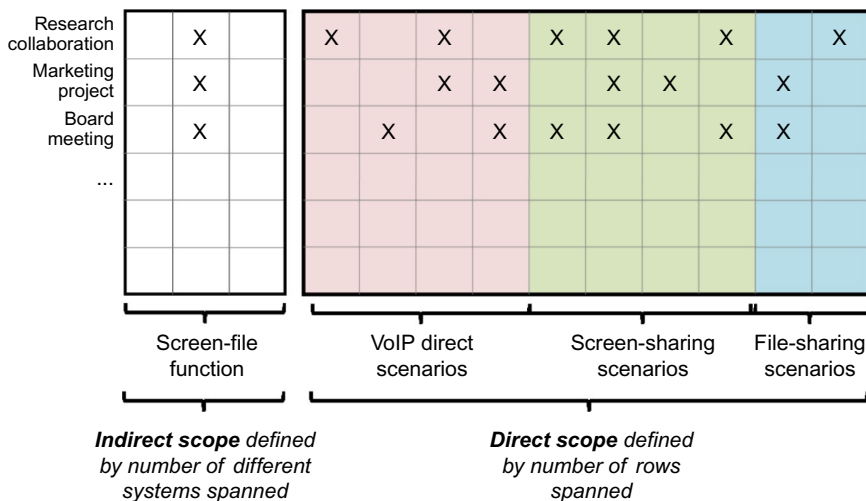 Research
collaboration
X X X X X X X
Marketing
project
X X X X X X
Board
meeting
X X X X X X X
...
Screen-file
function
VoIP direct
scenarios
Screen-sharing
scenarios
File-sharing
scenarios
Indirect scope defined
by number of different
systems spanned
Direct scope defined
by number of rows
spanned